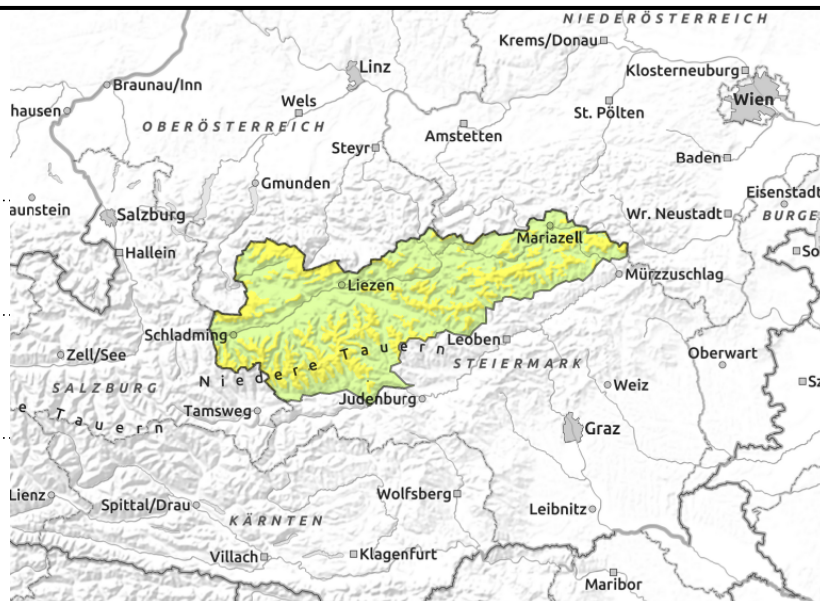 NIEDERÖSTERREICH
Krems/Donau
Linz
Klosterneuburg
Braunau/Inn
Wien
Wels
hausen
St. Pölten
OBERÖSTERREICH
Amstetten
Steyr
Baden
Gmunden
Eisenstadt
aunstein
Salzburg
Wr. Neustadt
BURGE
Mariazell
Hallein
So
Mürzzuschlag
Liezen
Schladming
Leoben
Zell/See
Niedere Tauern
Oberwart
STEIERMARK
SALZBURG
Weiz
Sz
Judenburg
Tamsweg
e Tauern
Graz
Lienz
Wolfsberg
Spittal/Drau
Leibnitz
KÄRNTEN
Villach
Klagenfurt
Maribor